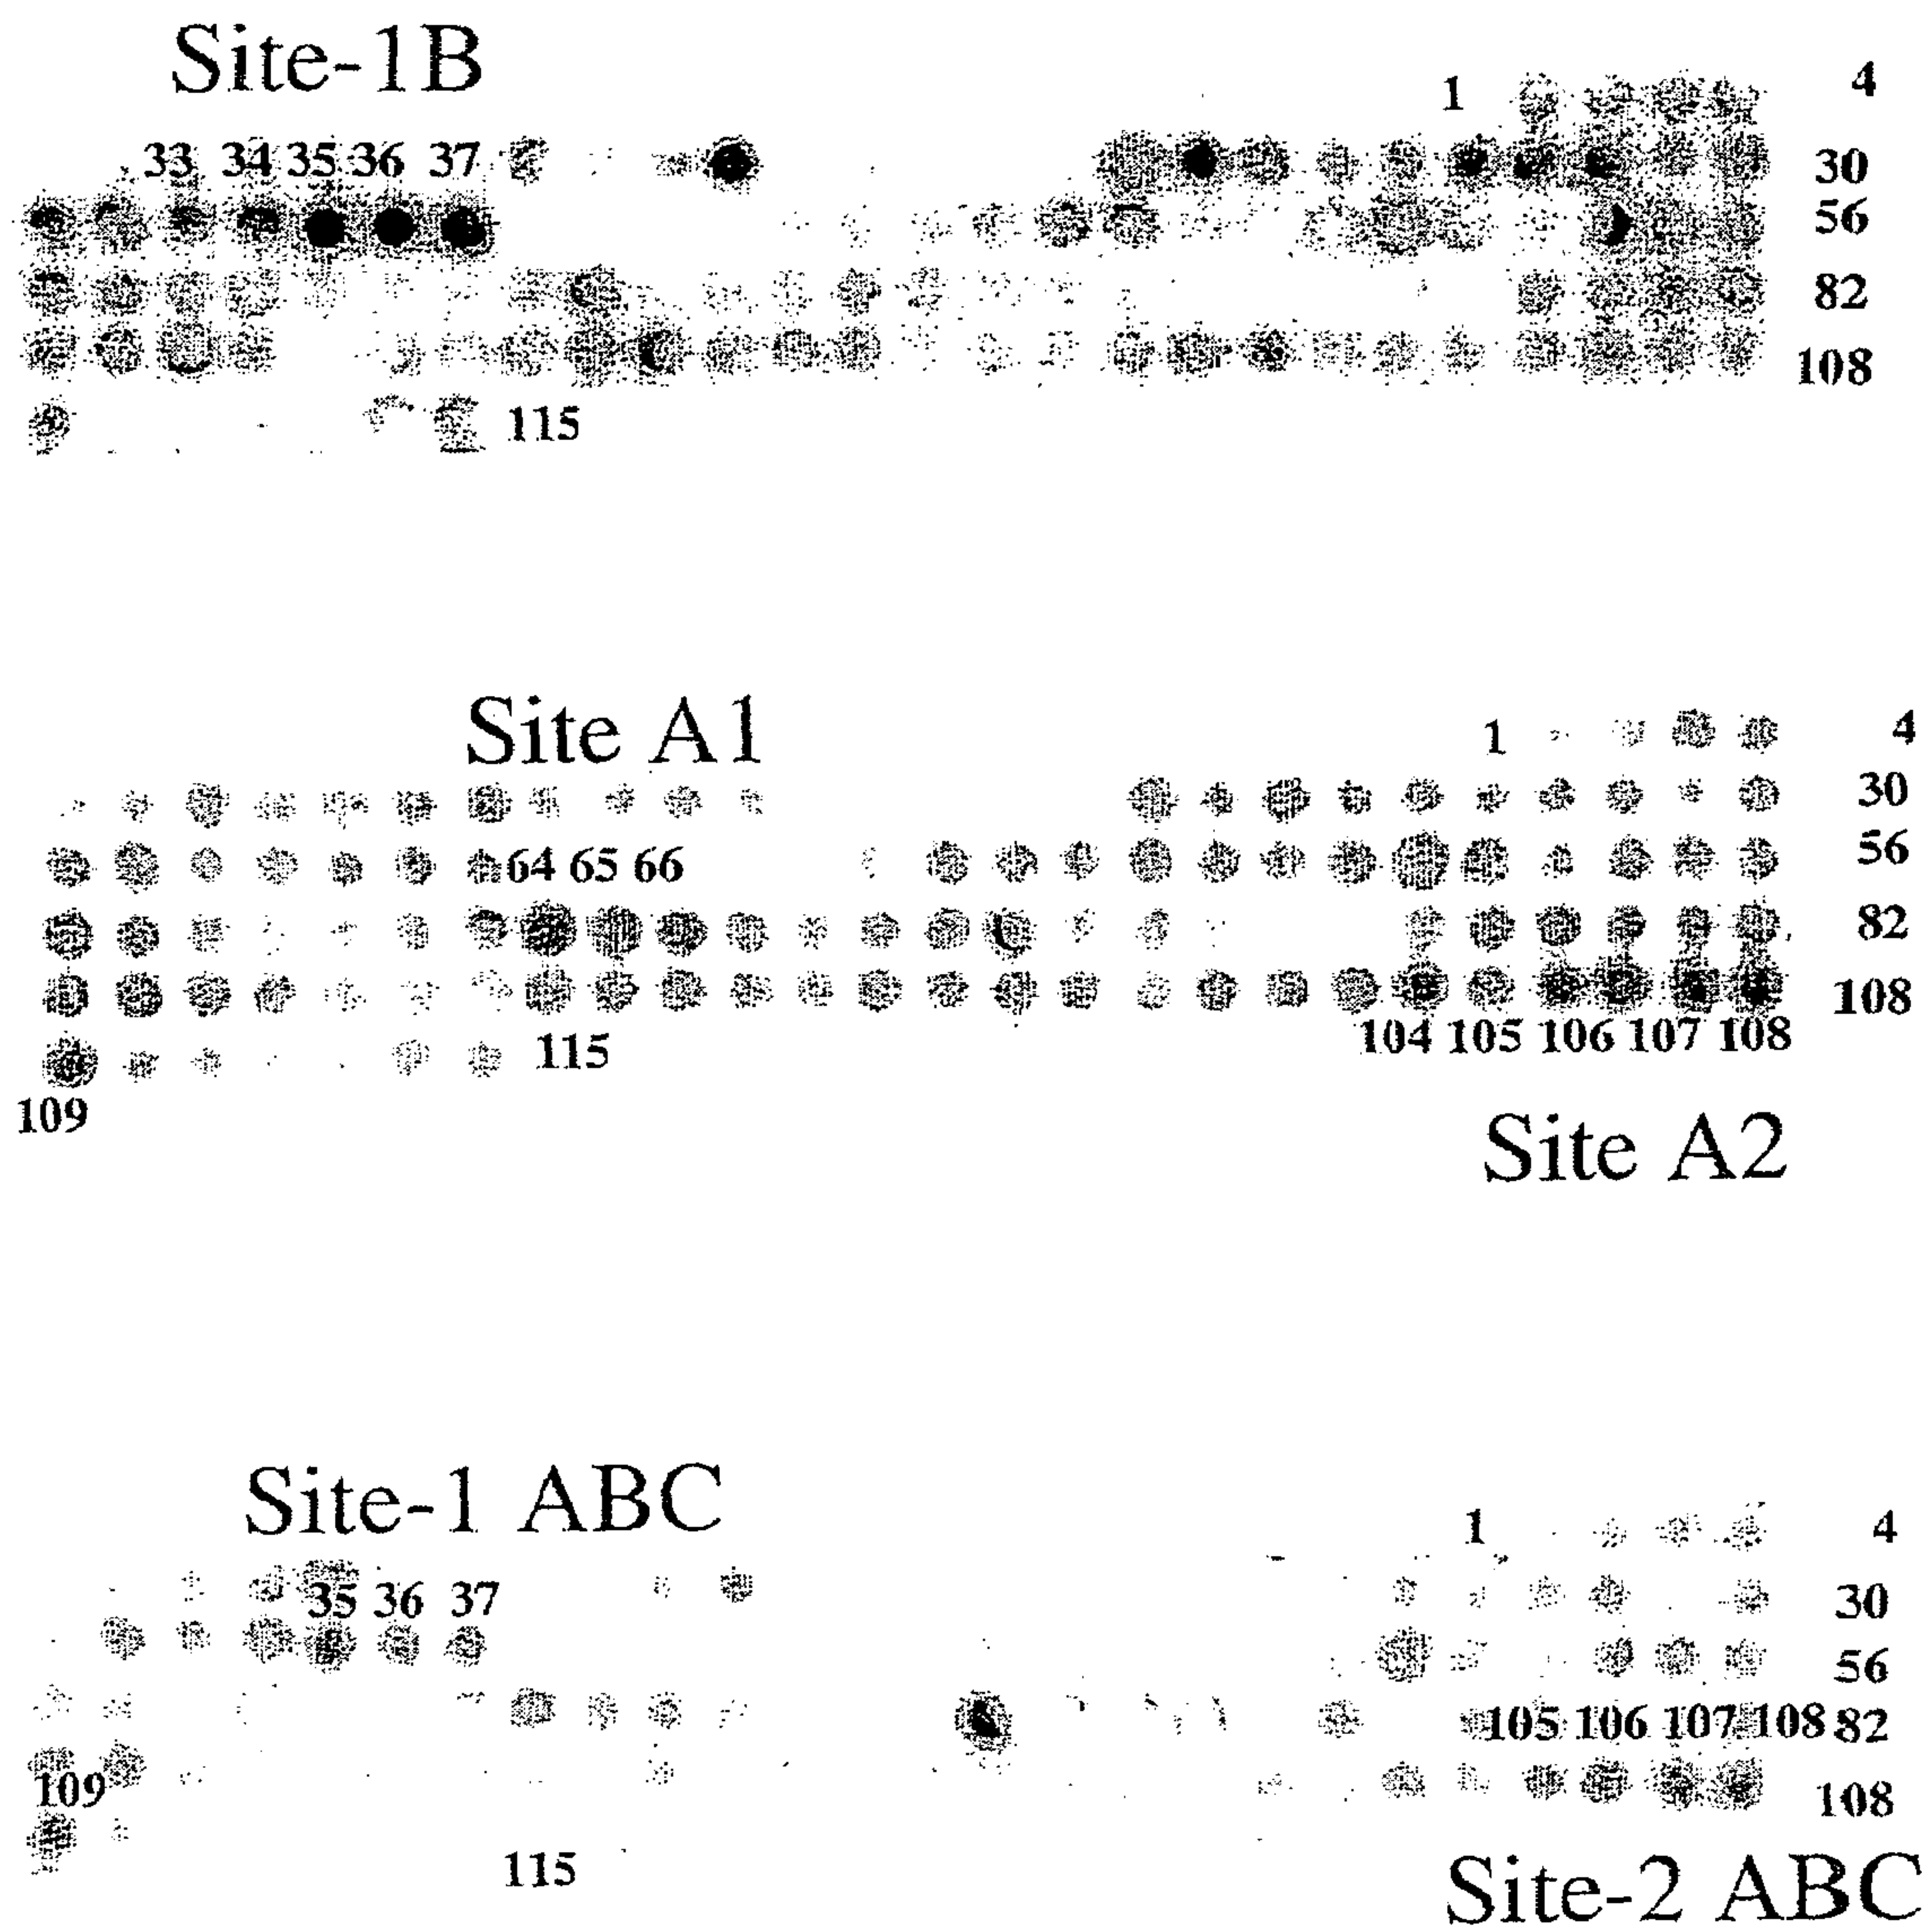 Site-1B
1 4
33 34 35 36 37 30
56
82
108
115
Site A1
1 4
30
64 65 66 56
82
108
104 105 106 107 108
115
109
Site A2
Site-1 ABC
1 4
35 36 37 30
56
105 106 107 108 82
109 108
115
Site-2 ABC